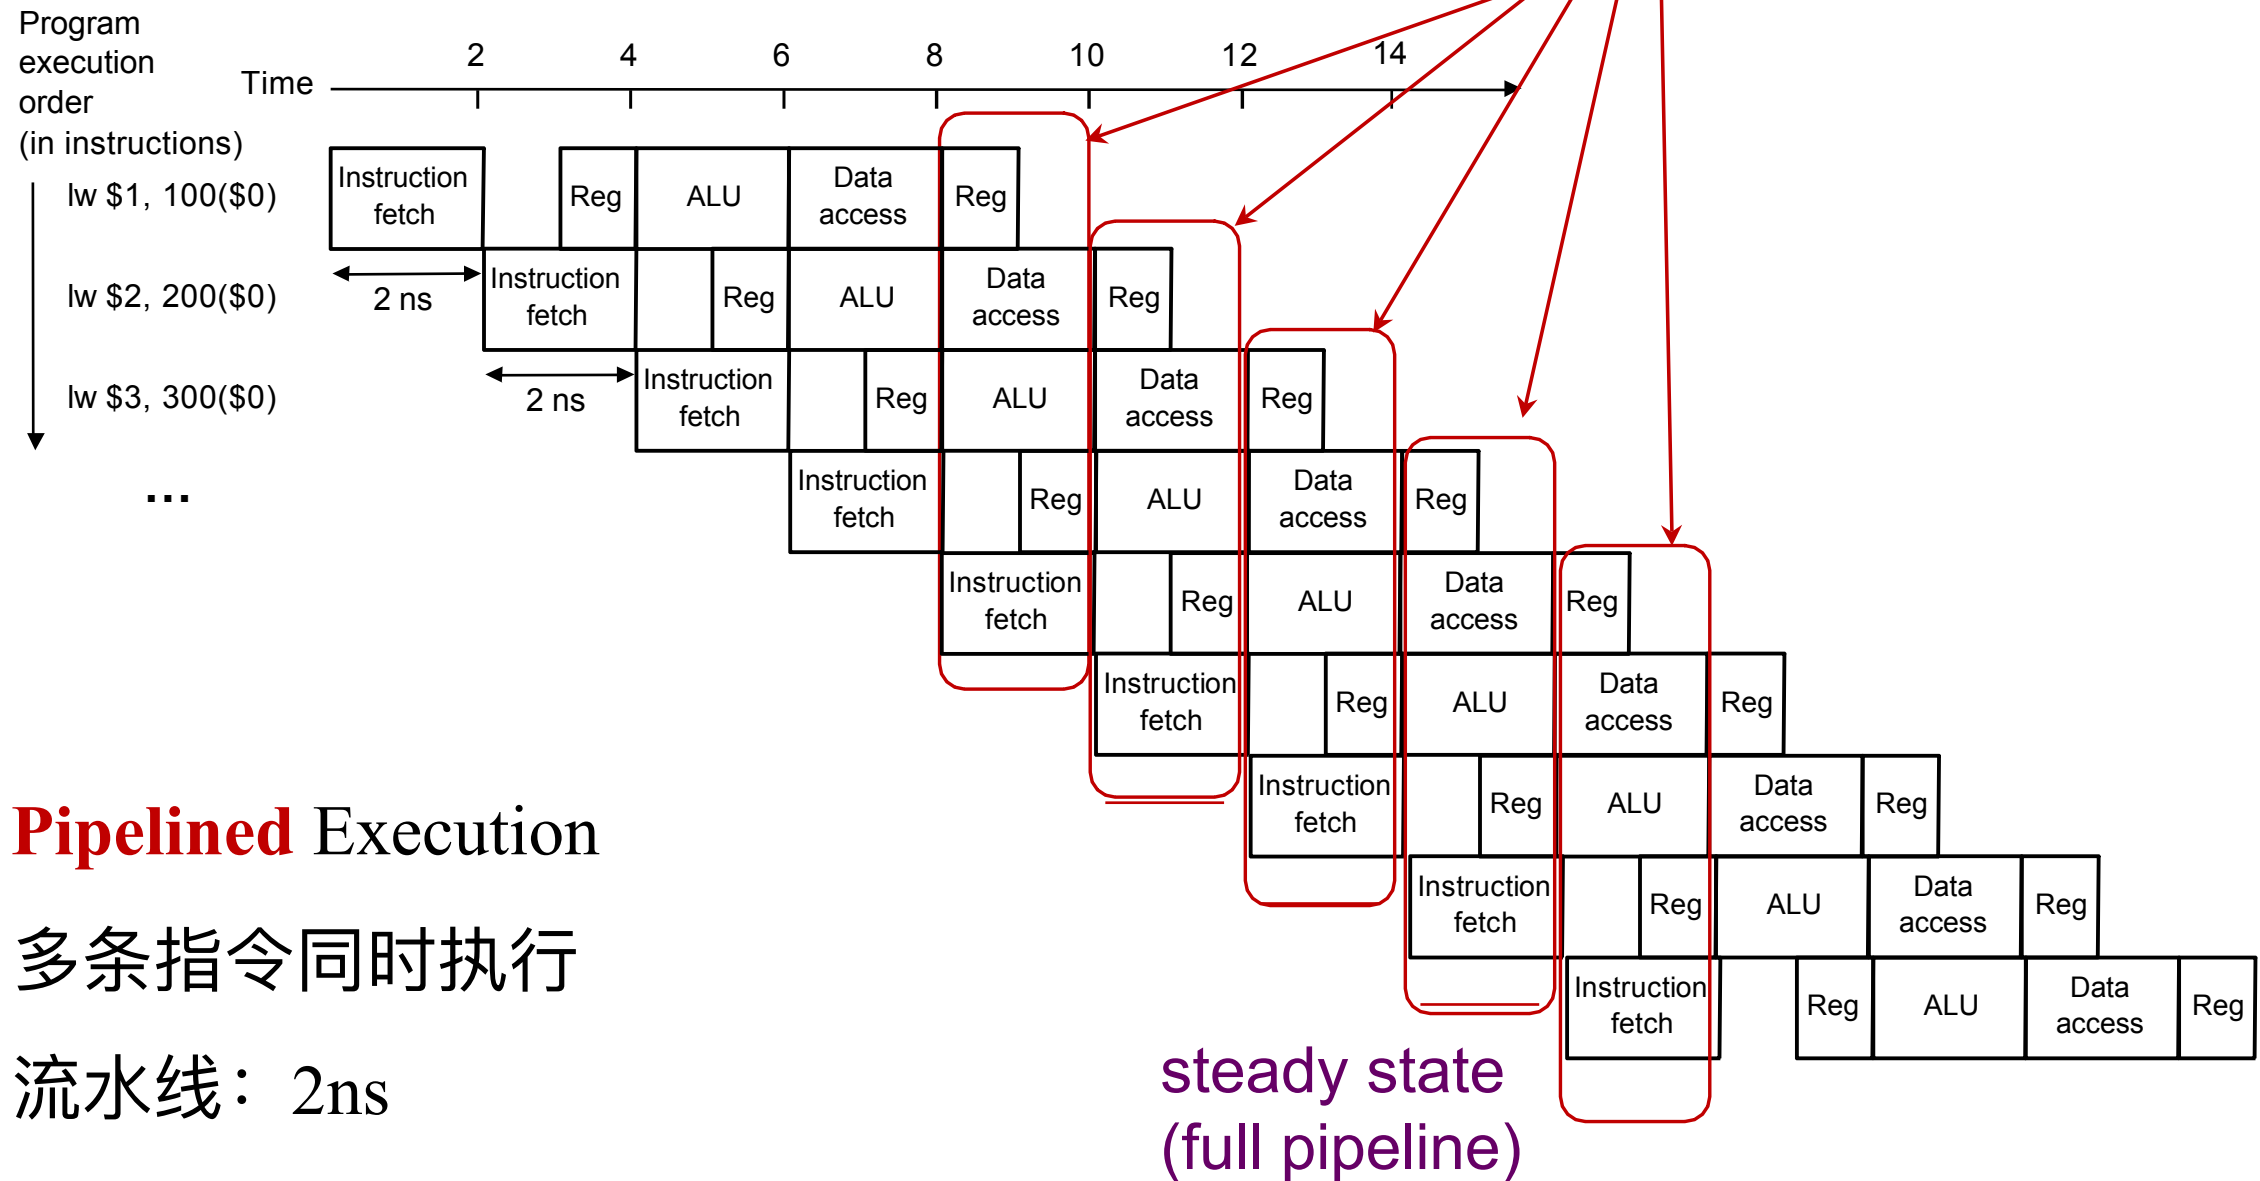 Program
execution
order
(in instructions)
Time
2 4 6 8 10 12 14
lw $1, 100($0)
Instruction
fetch
Reg
ALU
Data
access
Reg
lw $2, 200($0)
2 ns
Instruction
fetch
Reg
ALU
Data
access
Reg
lw $3, 300($0)
2 ns
Instruction
fetch
Reg
ALU
Data
access
Reg
...
Instruction
fetch
Reg
ALU
Data
access
Reg
Instruction
fetch
Reg
ALU
Data
access
Reg
Instruction
fetch
Reg
ALU
Data
access
Reg
Instruction
fetch
Reg
ALU
Data
access
Reg
Instruction
fetch
Reg
ALU
Data
access
Reg
Instruction
fetch
Reg
ALU
Data
access
Reg
Pipelined Execution
多条指令同时执行
流水线：2ns
steady state
(full pipeline)